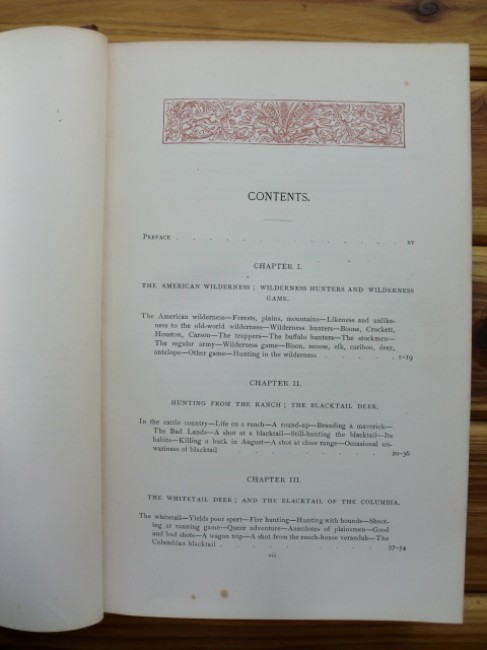 CONTENTS.
PREFACE . . . . . . . . . . . . . xv
CHAPTER I.
THE AMERICAN WILDERNESS ; WILDERNESS HUNTERS AND WILDERNESS
GAME.
The American wilderness—Forests, plains, mountains—Likeness and unlike-
ness to the old-world wilderness—Wilderness hunters—Boone, Crockett,
Houston, Carson—The trappers—The buffalo hunters—The stockmen—
The regular army—Wilderness game—Bison, moose, elk, caribou, deer,
antelope—Other game—Hunting in the wilderness . . . . 1-19
CHAPTER II.
HUNTING FROM THE RANCH ; THE BLACKTAIL DEER.
In the cattle country—Life on a ranch—A round-up—Branding a maverick—
The Bad Lands—A shot at a blacktail—Still-hunting the blacktail—Its
habits—Killing a buck in August—A shot at close range—Occasional un-
wariness of blacktail . . . . . . . . . 20-36
CHAPTER III.
THE WHITETAIL DEER ; AND THE BLACKTAIL OF THE COLUMBIA.
The whitetail—Yields poor sport—Fire hunting—Hunting with hounds—Shoot-
ing at running game—Queer adventure—Anecdotes of plainsmen—Good
and bad shots—A wagon trip—A shot from the ranch-house verandah—The
Columbian blacktail . . . . . . . . . 37-54
vii